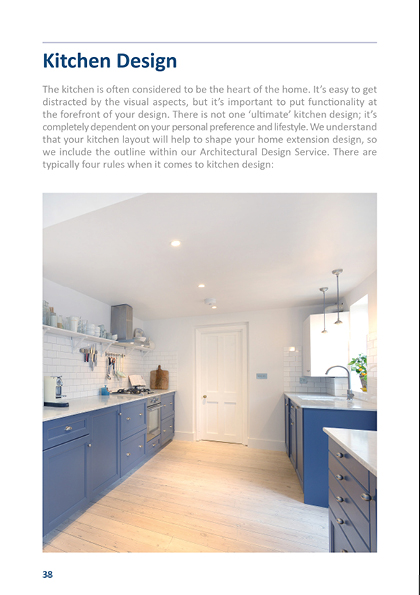 Kitchen Design
The kitchen is often considered to be the heart of the home. It's easy to get
distracted by the visual aspects, but it's important to put functionality at
the forefront of your design. There is not one 'ultimate' kitchen design; it's
completely dependent on your personal preference and lifestyle. We understand
that your kitchen layout will help to shape your home extension design, so
we include the outline within our Architectural Design Service. There are
typically four rules when it comes to kitchen design:
38